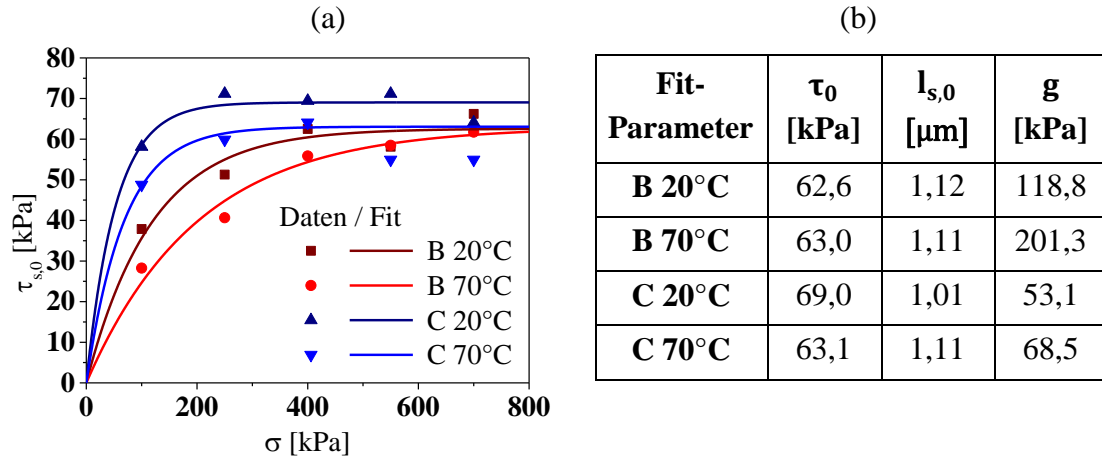 (a)
80
70
60
50
40
30
20
10
0
τs,0 [kPa]
Daten / Fit
B 20°C
B 70°C
C 20°C
C 70°C
0 200 400 600 800
σ [kPa]
(b)
Fit-Parameter τ0 [kPa] ls,0 [μm] g [kPa]
B 20°C 62,6 1,12 118,8
B 70°C 63,0 1,11 201,3
C 20°C 69,0 1,01 53,1
C 70°C 63,1 1,11 68,5